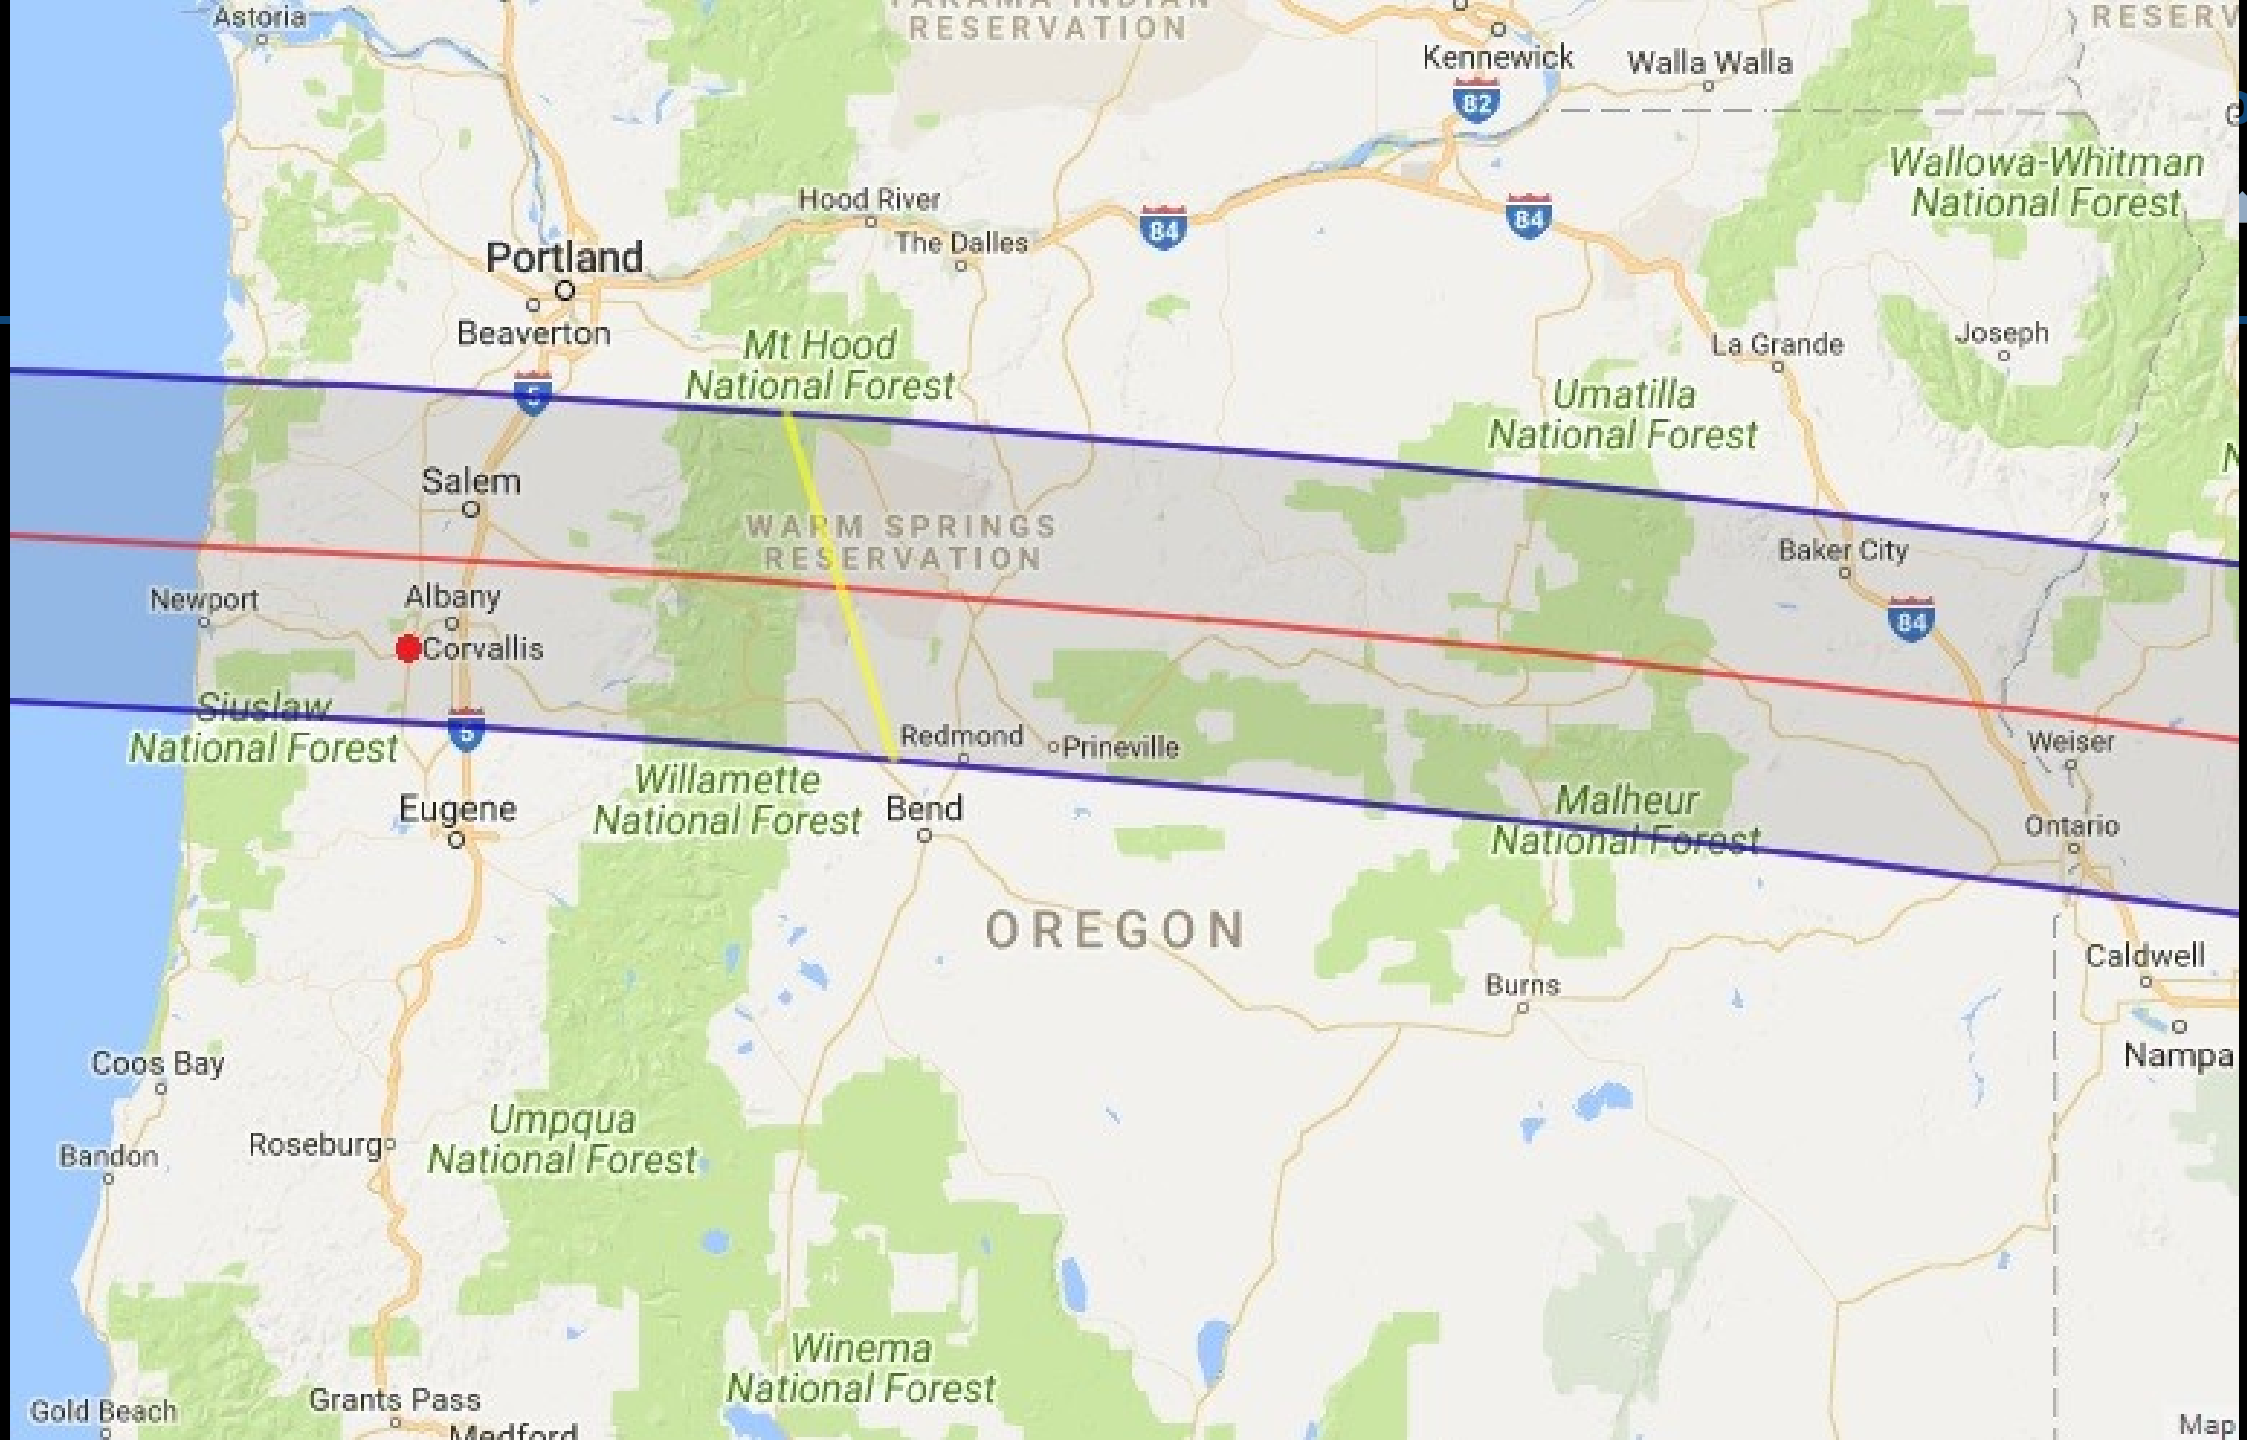 Astoria
YAKAMA INDIAN
RESERVATION
RESERV
Kennewick
Walla Walla
82
Wallowa-Whitman
National Forest
Hood River
84
84
The Dalles
Portland
Beaverton
Mt Hood
National Forest
La Grande
Joseph
5
Umatilla
National Forest
Salem
WARM SPRINGS
RESERVATION
Baker City
Newport
Albany
84
Corvallis
Siuslaw
National Forest
5
Redmond
Prineville
Weiser
Willamette
National Forest
Eugene
Bend
Malheur
National Forest
Ontario
OREGON
Caldwell
Burns
Nampa
Coos Bay
Umpqua
National Forest
Roseburg
Bandon
Winema
National Forest
Grants Pass
Gold Beach
Medford
Map